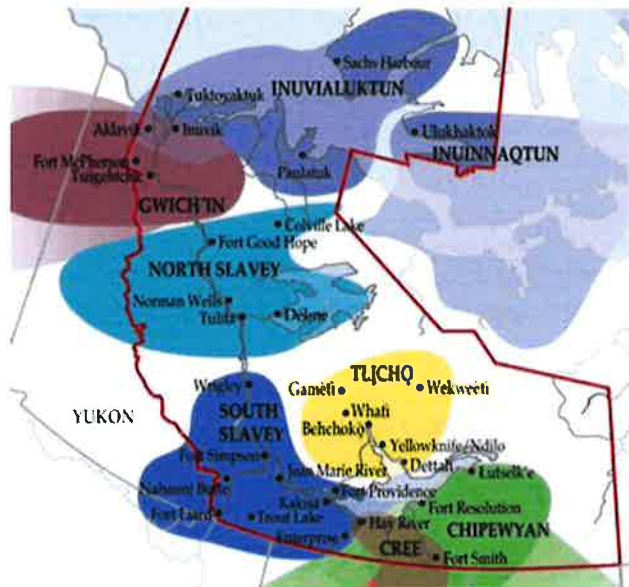 Sachs Harbour
Tuktoyaktuk
INUVIALUKTUN
Aklavik
Inuvik
Ulukhaktok
INUINNAQTUN
Fort McPherson
Paulatuk
Tsiigehtchic
GWICH'IN
Colville Lake
Fort Good Hope
NORTH SLAVEY
Norman Wells
Tulita
Délene
TŁĮCHǪ
Wrigley
Gamètì
Wekweètì
YUKON
SOUTH
SLAVEY
Whatì
Behchokǫ̀
Yellowknife/Ndilo
Fort Simpson
Dettah
Jean Marie River
Lutselk'e
Nahanni Butte
Fort Providence
Kakisa
Fort Resolution
Fort Liard
Trout Lake
Hay River
CHIPEWYAN
Enterprise
CREE
Fort Smith